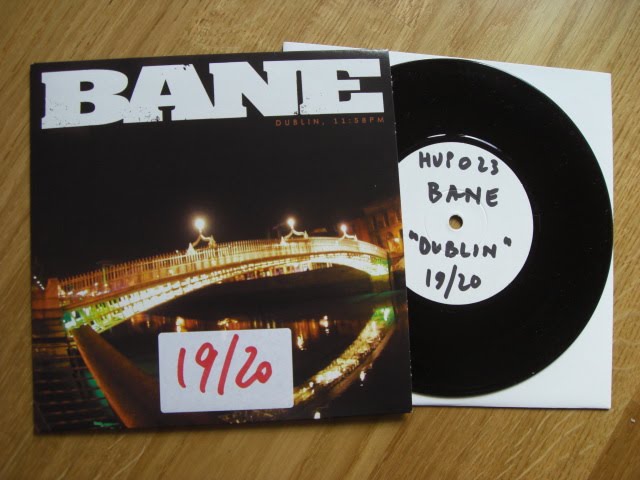 BANE
DUBLIN, 11:58PM
19/20
HUP023
BANE
"DUBLIN"
19/20